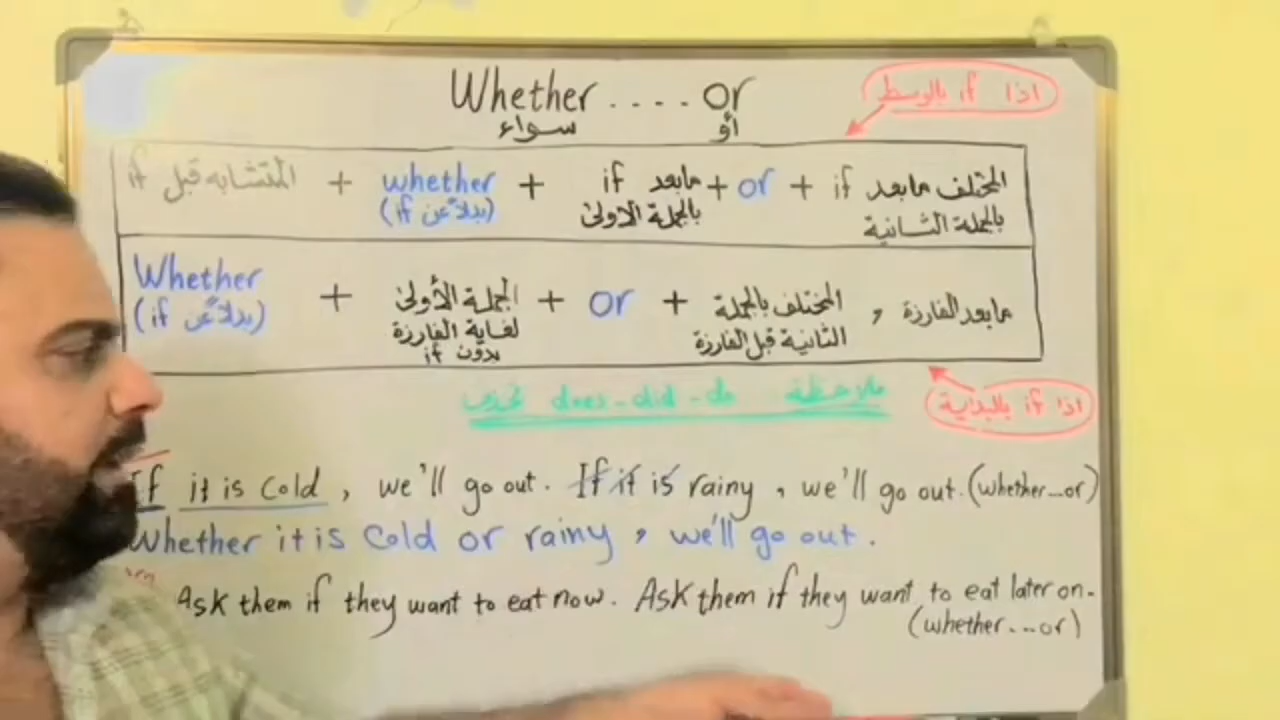 Whether .... or
سواء أو
اذا if بالوسط
المتشابه قبل if + whether + مابعد if + or + المختلف مابعد if
(بدلاً عن if) بالجملة الاولى بالجملة الثانية
Whether + الجملة الأولى + or + المختلف بالجملة , مابعد الفارزة
(بدلاً عن if) لغاية الفارزة الثانية قبل الفارزة
بدون if
ملاحظة does - did - do تحذف
اذا if بالبداية
If it is cold , we'll go out. If it is rainy , we'll go out. (whether...or)
Whether it is cold or rainy , we'll go out .
Ask them if they want to eat now. Ask them if they want to eat later on.
(whether...or)